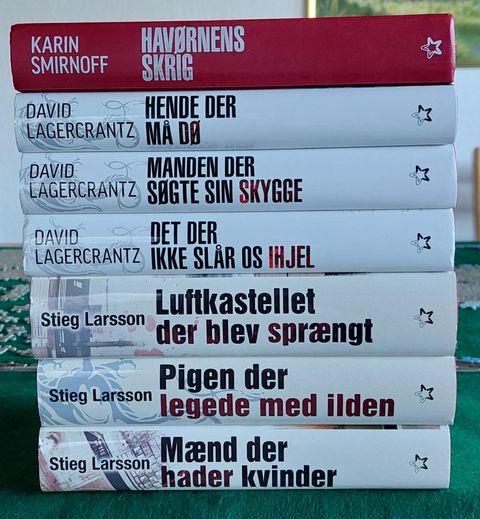 KARIN
SMIRNOFF
HAVØRNENS
SKRIG
DAVID
LAGERCRANTZ
HENDE DER
MÅ DØ
DAVID
LAGERCRANTZ
MANDEN DER
SØGTE SIN SKYGGE
DAVID
LAGERCRANTZ
DET DER
IKKE SLÅR OS IHJEL
Stieg Larsson
Luftkastellet
der blev sprængt
Stieg Larsson
Pigen der
legede med ilden
Stieg Larsson
Mænd der
hader kvinder